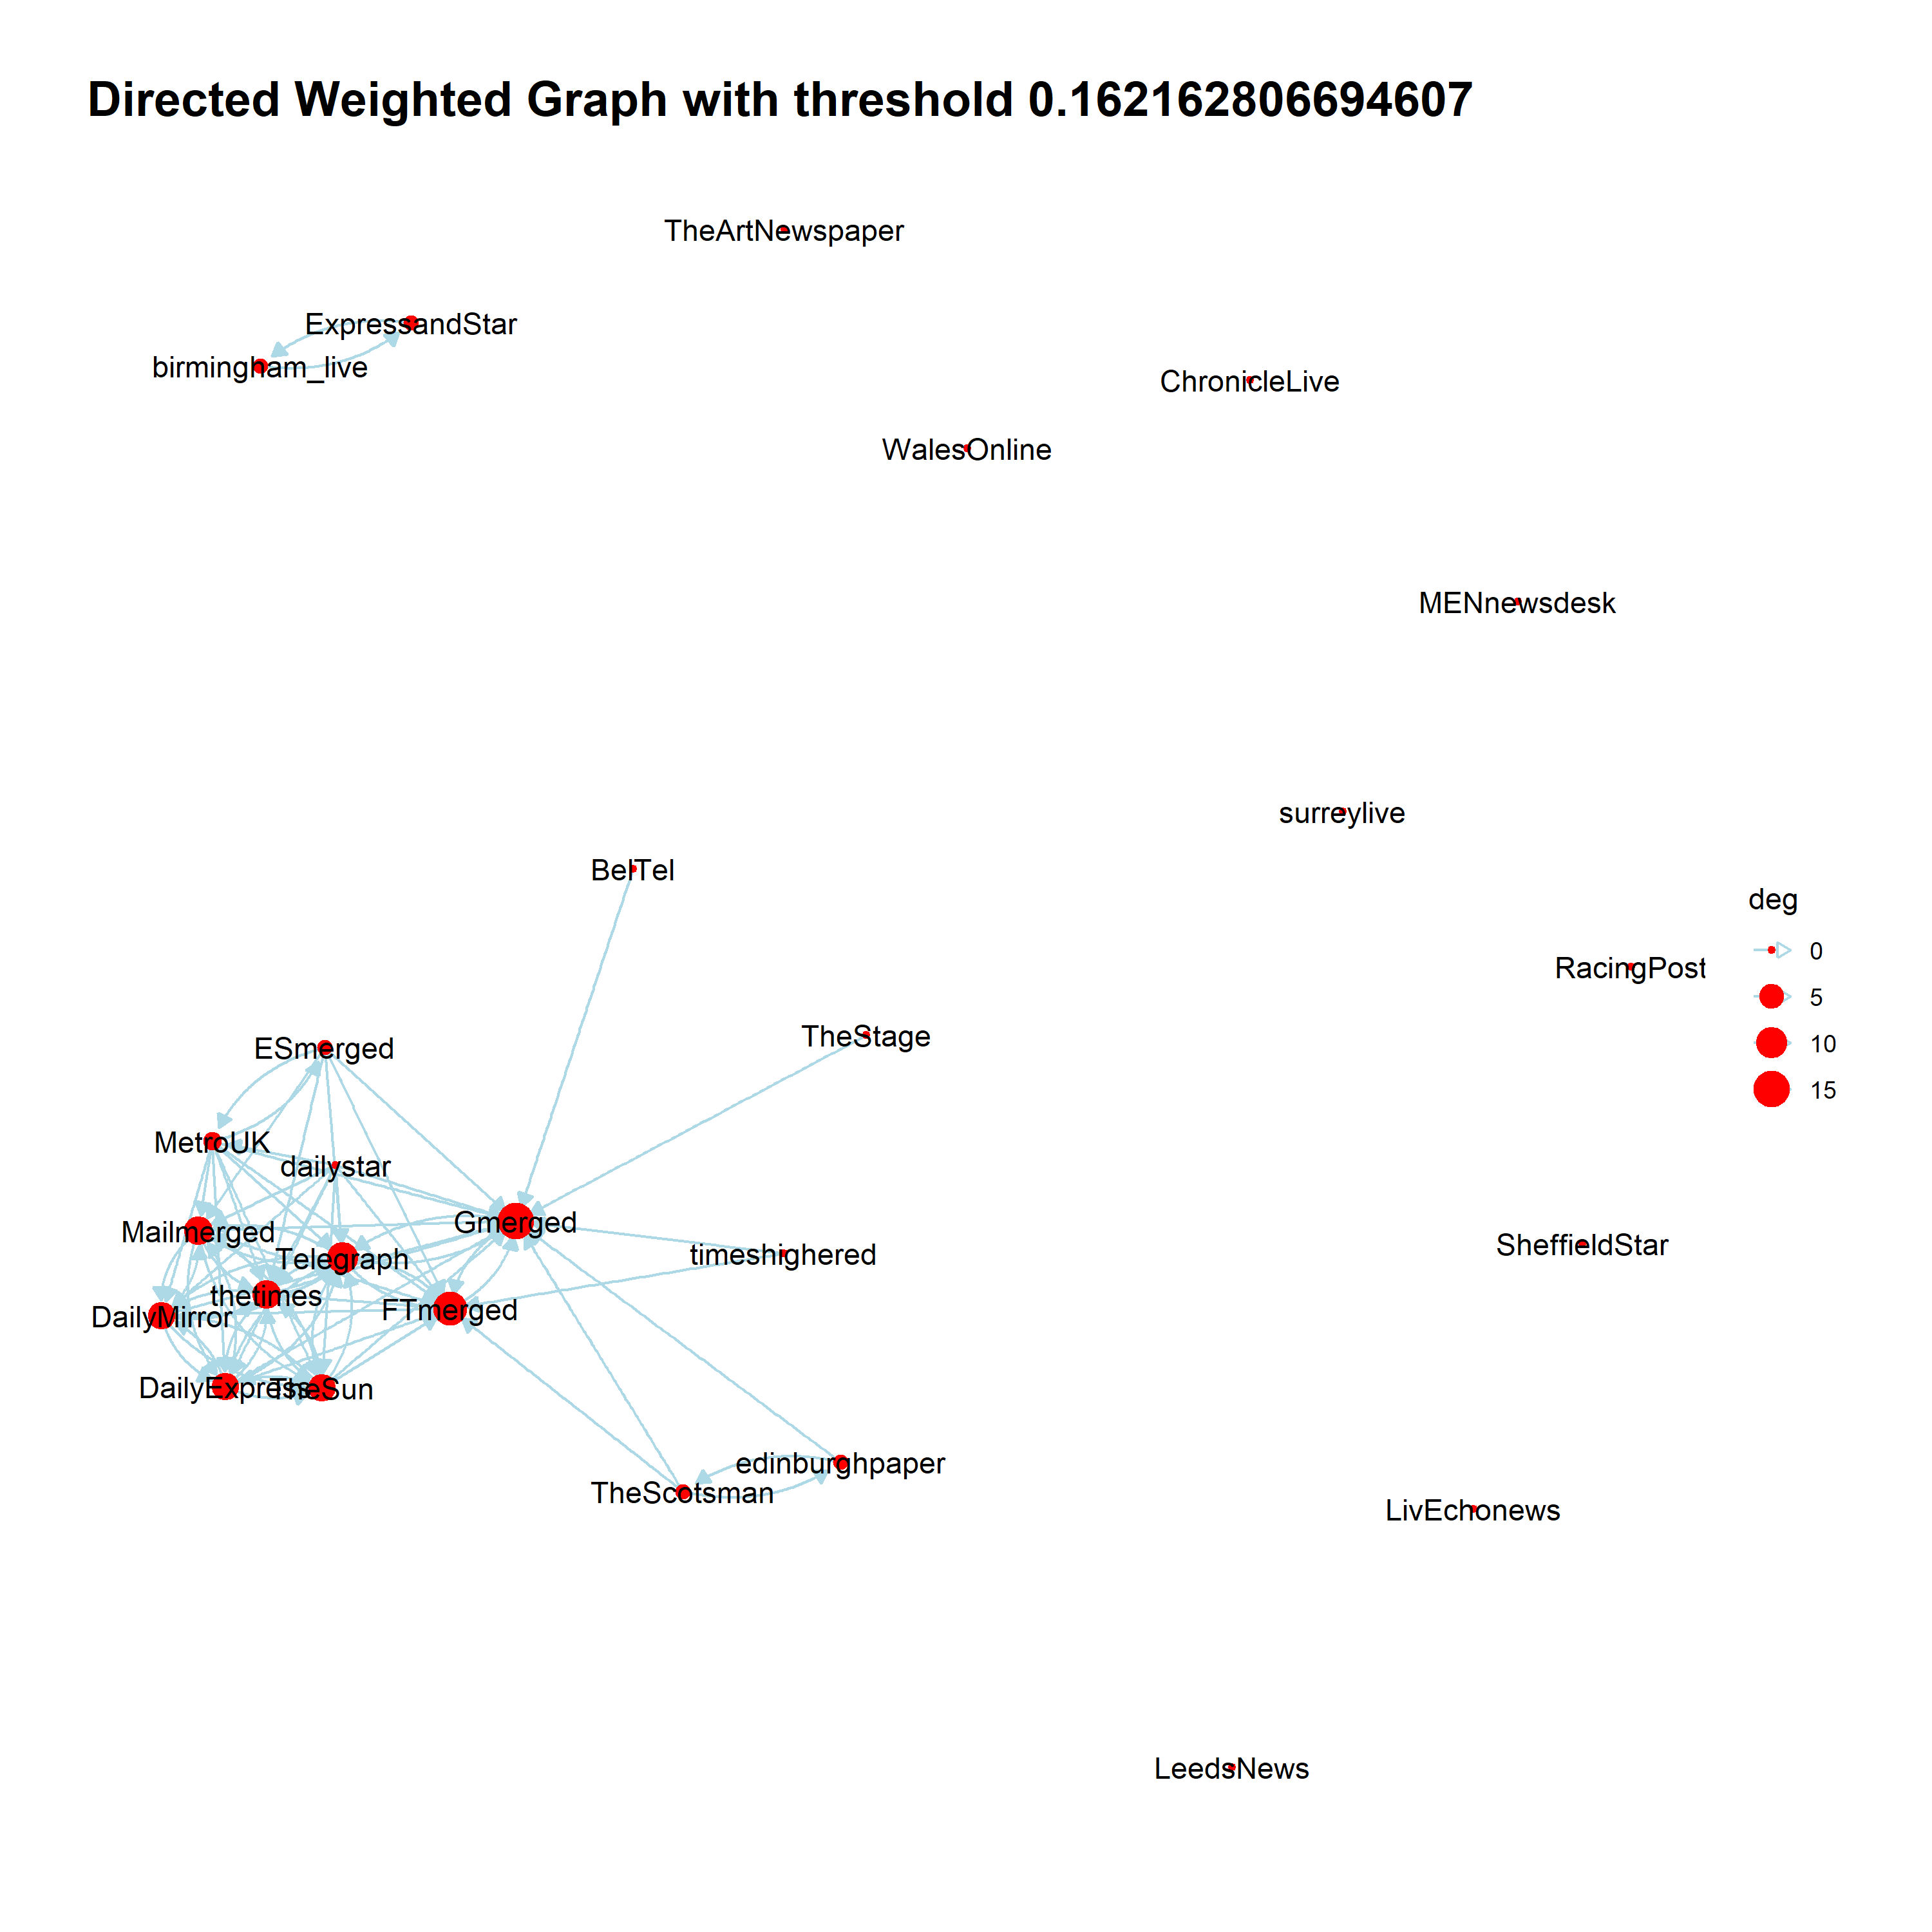 Directed Weighted Graph with threshold 0.162162806694607
TheArtNewspaper
ExpressandStar
birmingham_live
ChronicleLive
WalesOnline
MENnewsdesk
surreylive
BelTel
deg
0
RacingPost
5
TheStage
10
ESmerged
15
MetroUK
dailystar
Gmerged
Mailmerged
SheffieldStar
timeshighered
Telegraph
thetimes
FTmerged
DailyMirror
DailyExpress
TheSun
edinburghpaper
TheScotsman
LivEchonews
LeedsNews